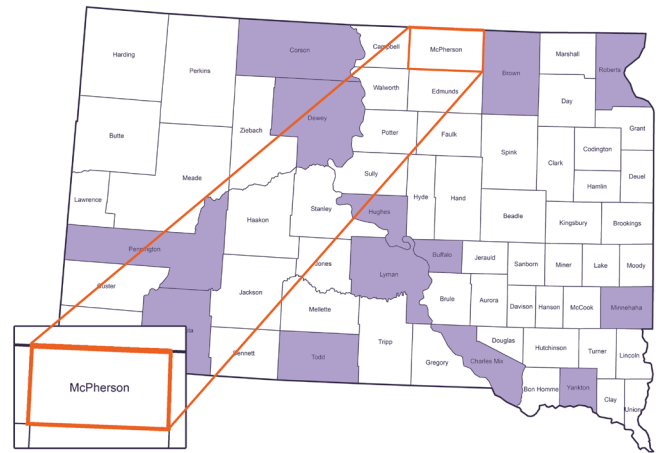 Harding
Perkins
Corson
Campbell
McPherson
Brown
Marshall
Roberts
Walworth
Edmunds
Day
Butte
Ziebach
Dewey
Potter
Faulk
Spink
Clark
Codington
Grant
Meade
Sully
Hamlin
Deuel
Lawrence
Haakon
Stanley
Hughes
Hyde
Hand
Beadle
Kingsbury
Brookings
Pennington
Jones
Lyman
Buffalo
Jerauld
Sanborn
Miner
Lake
Moody
Custer
Jackson
Mellette
Brule
Aurora
Davison
Hanson
McCook
Minnehaha
Bennett
Todd
Tripp
Gregory
Charles Mix
Douglas
Hutchinson
Turner
Lincoln
Bon Homme
Yankton
Clay
Union
McPherson